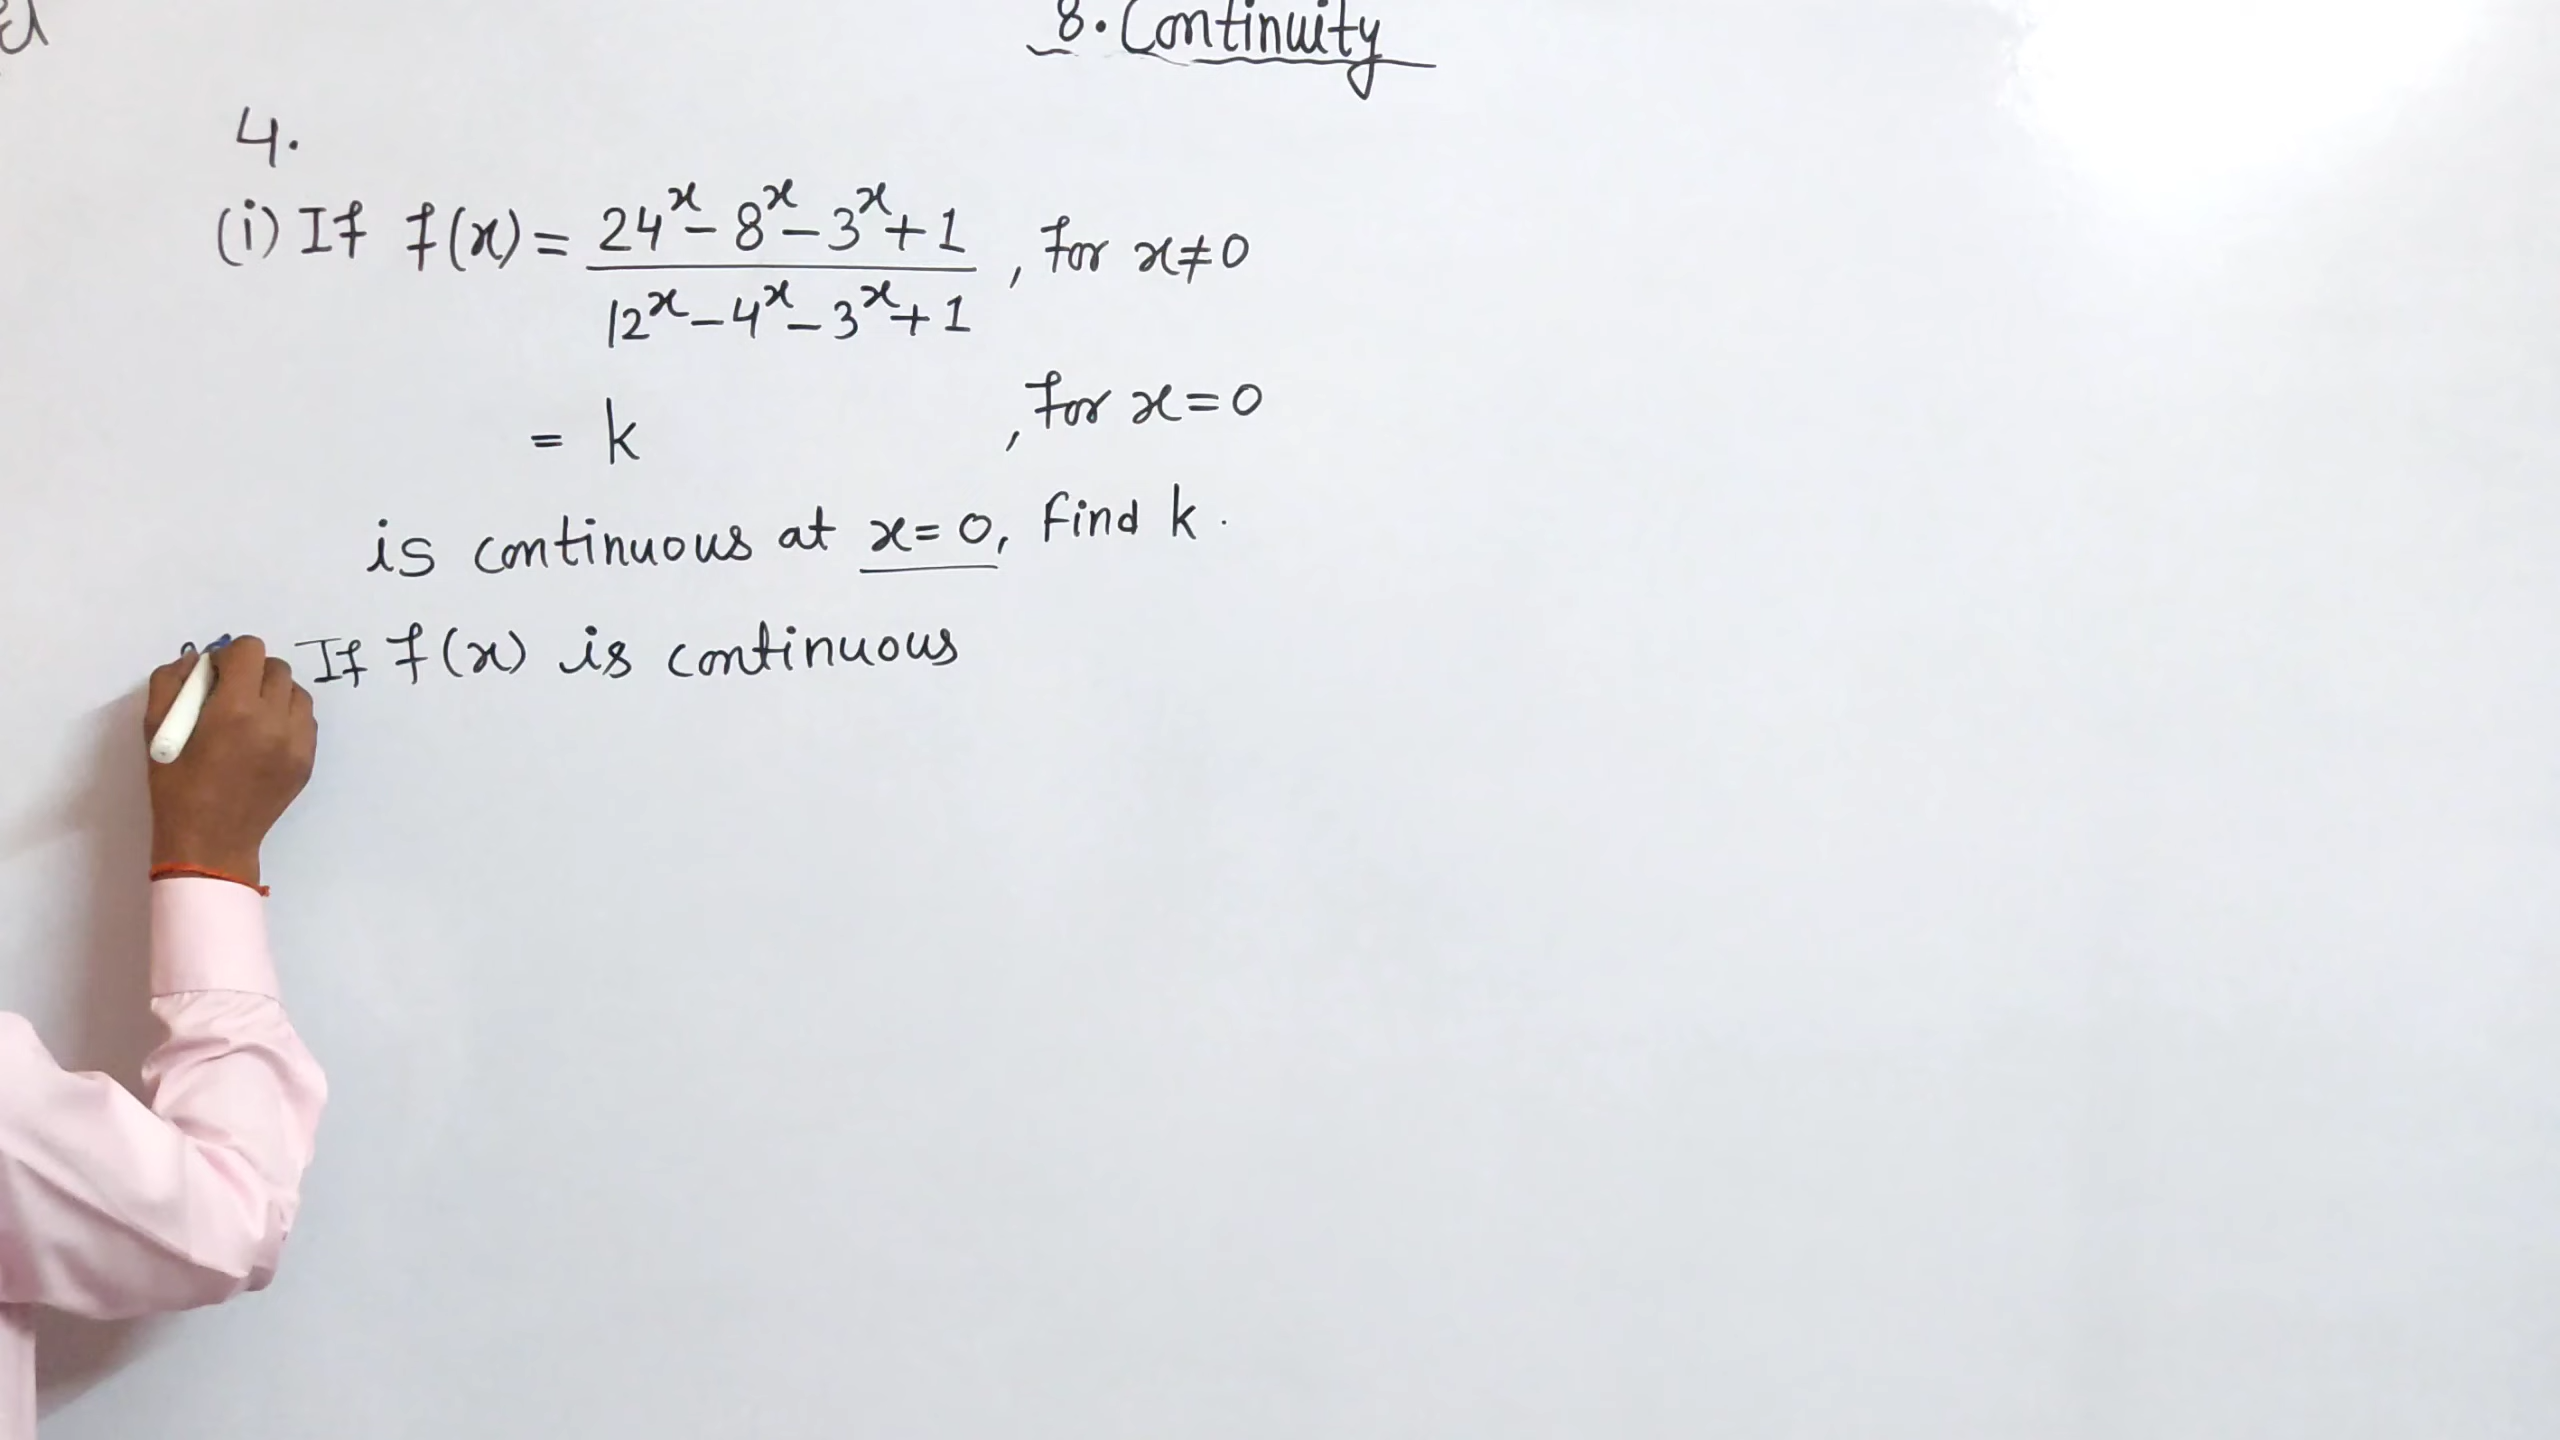 8. Continuity
4.
(i) If f(x) = 24^x - 8^x - 3^x + 1 / 12^x - 4^x - 3^x + 1 , for x≠0
= k , for x=0
is continuous at x=0, Find k.
If f(x) is continuous